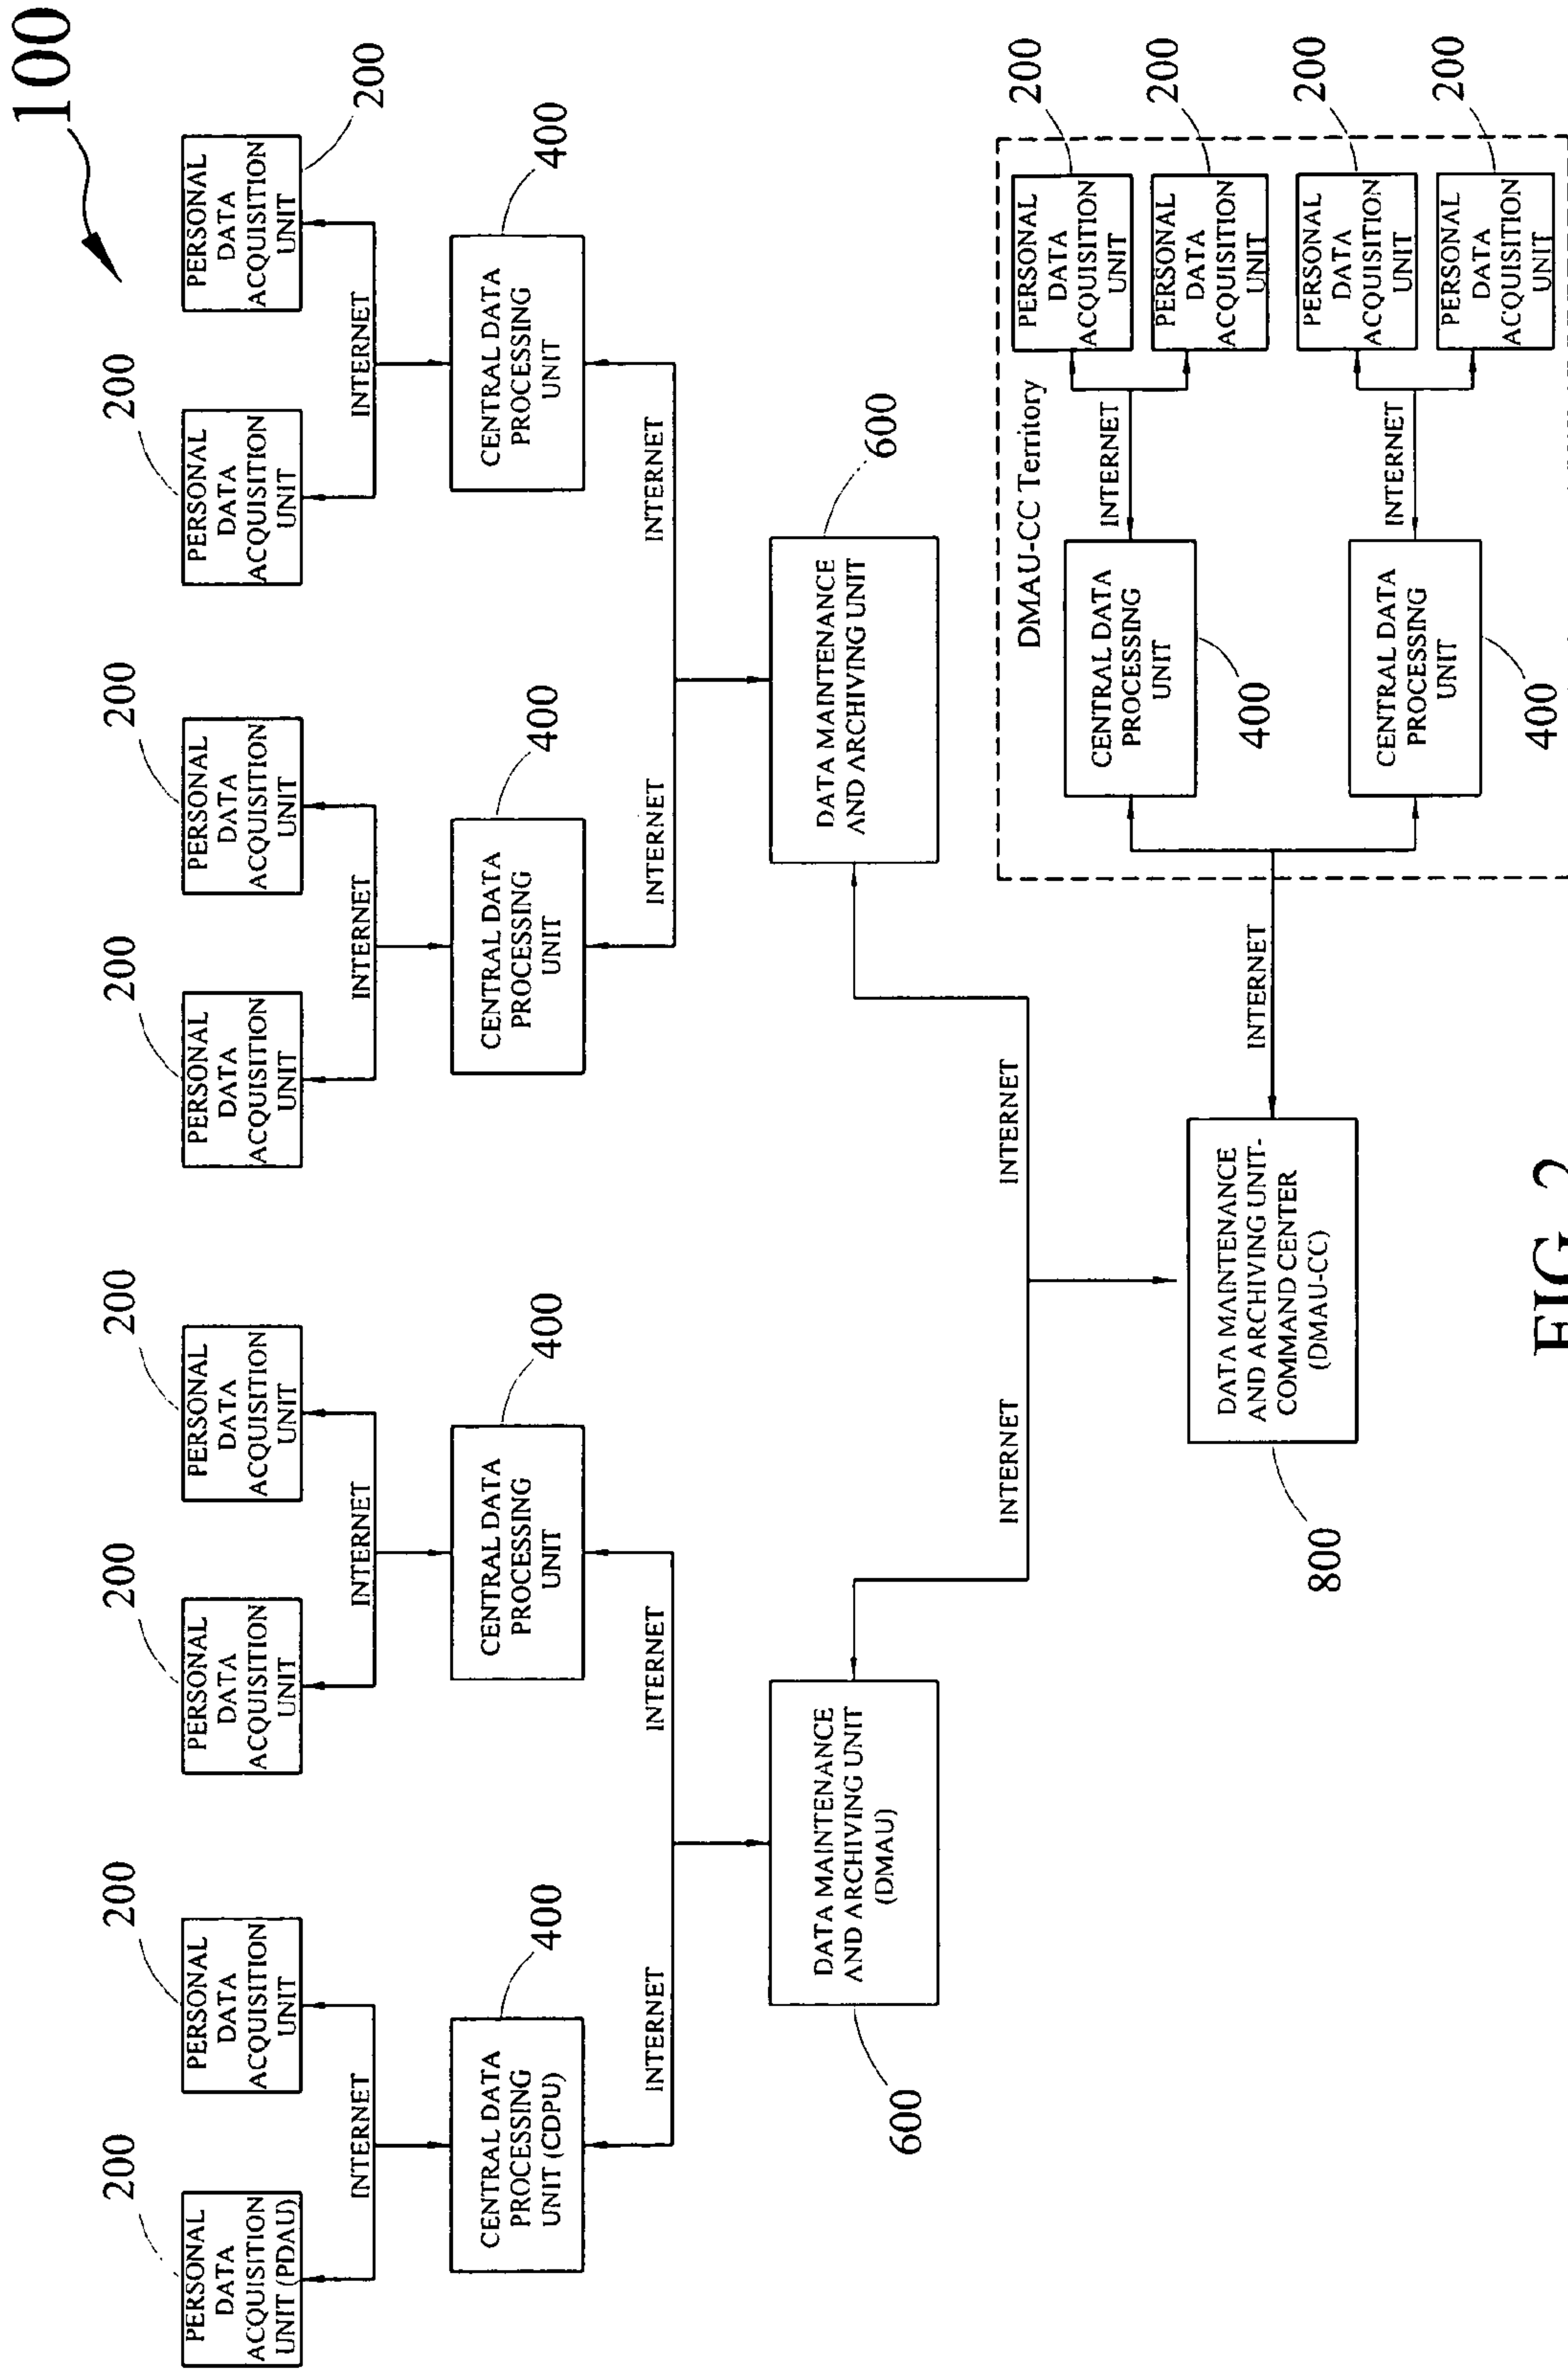 100
200
PERSONAL
DATA
ACQUISITION
UNIT (PDAU)
200
PERSONAL
DATA
ACQUISITION
UNIT
200
PERSONAL
DATA
ACQUISITION
UNIT
200
PERSONAL
DATA
ACQUISITION
UNIT
200
PERSONAL
DATA
ACQUISITION
UNIT
200
PERSONAL
DATA
ACQUISITION
UNIT
200
PERSONAL
DATA
ACQUISITION
UNIT
200
PERSONAL
DATA
ACQUISITION
UNIT
INTERNET
INTERNET
INTERNET
INTERNET
CENTRAL DATA
PROCESSING
UNIT (CDPU)
400
CENTRAL DATA
PROCESSING
UNIT
400
CENTRAL DATA
PROCESSING
UNIT
400
CENTRAL DATA
PROCESSING
UNIT
400
INTERNET
INTERNET
INTERNET
INTERNET
600
DATA MAINTENANCE
AND ARCHIVING UNIT
(DMAU)
DATA MAINTENANCE
AND ARCHIVING UNIT
600
INTERNET
INTERNET
800
DATA MAINTENANCE
AND ARCHIVING UNIT-
COMMAND CENTER
(DMAU-CC)
INTERNET
DMAU-CC Territory
CENTRAL DATA
PROCESSING
UNIT
400
INTERNET
PERSONAL
DATA
ACQUISITION
UNIT
200
PERSONAL
DATA
ACQUISITION
UNIT
200
CENTRAL DATA
PROCESSING
UNIT
400
INTERNET
PERSONAL
DATA
ACQUISITION
UNIT
200
PERSONAL
DATA
ACQUISITION
UNIT
200
FIG. 2